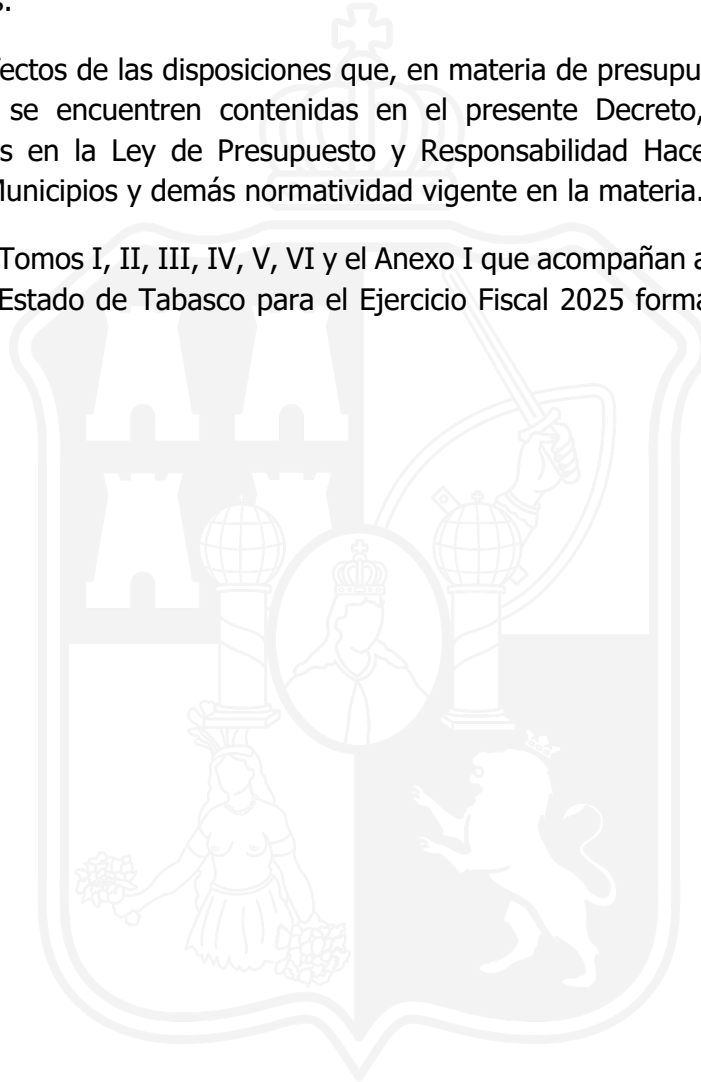 s.
ectos de las disposiciones que, en materia de presupu
se encuentren contenidas en el presente Decreto,
s en la Ley de Presupuesto y Responsabilidad Hace
Municipios y demás normatividad vigente en la materia.
Tomos I, II, III, IV, V, VI y el Anexo I que acompañan a
Estado de Tabasco para el Ejercicio Fiscal 2025 forma